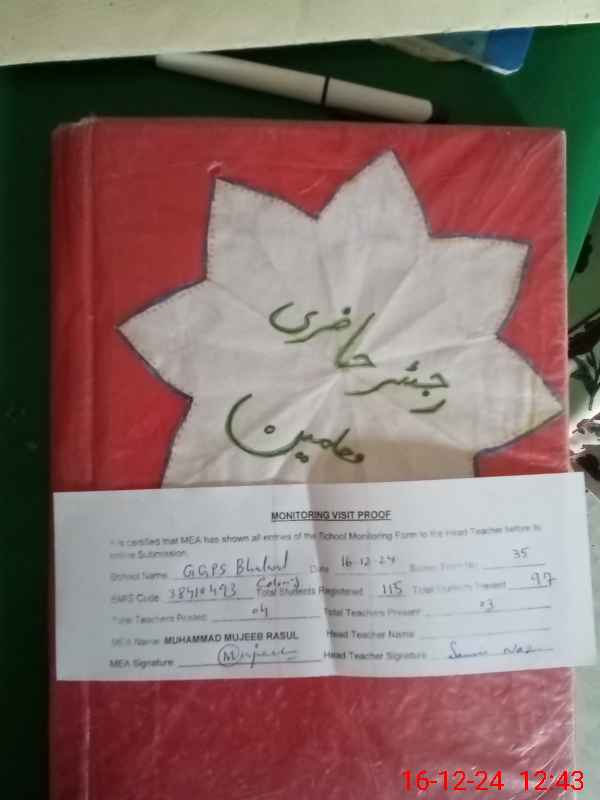 رجسٹر حاضری
معلمین
MONITORING VISIT PROOF
It is certified that MEA has shown all entries of the School Monitoring Form to the Head Teacher before its
online Submission.
School Name GGPS Date 16-12-24 35
Colony
EMIS Code 38410493 Total Students Registered 115 Total Students Present 97
Total Teachers Posted 04 Total Teachers Present 03
MEA Name: MUHAMMAD MUJEEB RASUL Head Teacher Name
MEA Signature: Mujeeb Head Teacher Signature
16-12-24 12:43